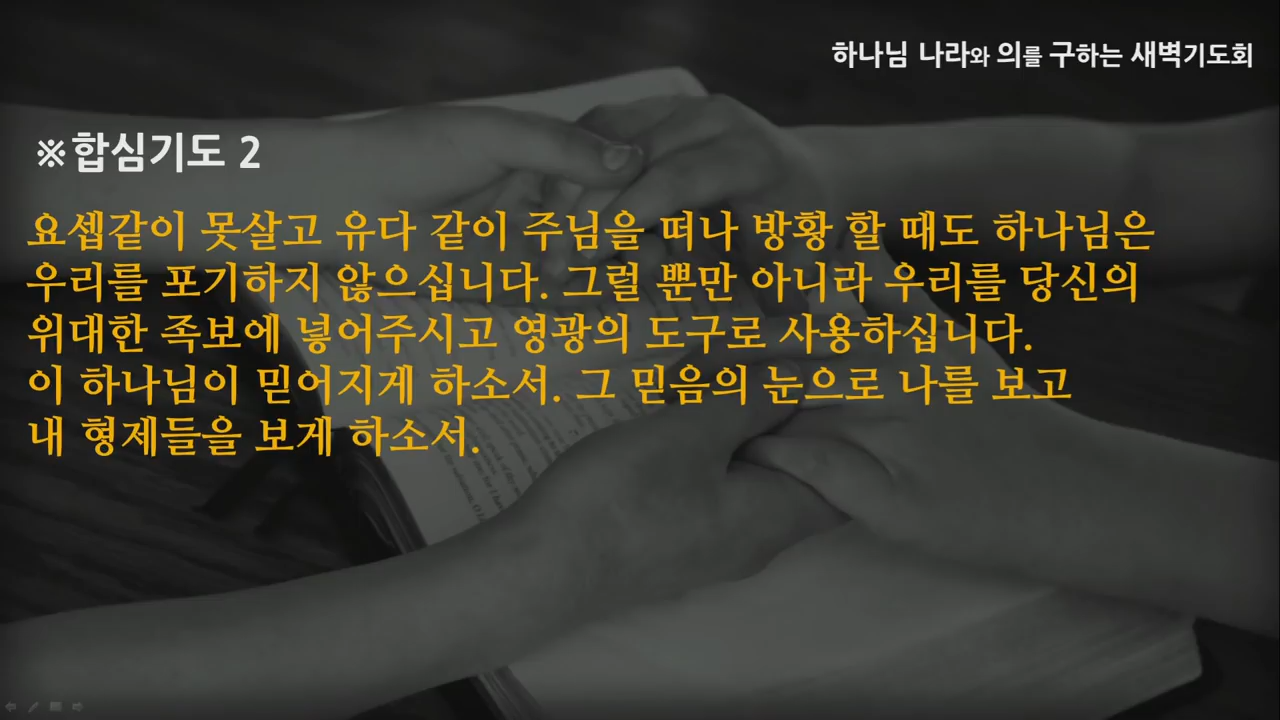 하나님 나라와 의를 구하는 새벽기도회
※합심기도 2
요셉같이 못살고 유다 같이 주님을 떠나 방황 할 때도 하나님은
우리를 포기하지 않으십니다. 그럴 뿐만 아니라 우리를 당신의
위대한 족보에 넣어주시고 영광의 도구로 사용하십니다.
이 하나님이 믿어지게 하소서. 그 믿음의 눈으로 나를 보고
내 형제들을 보게 하소서.